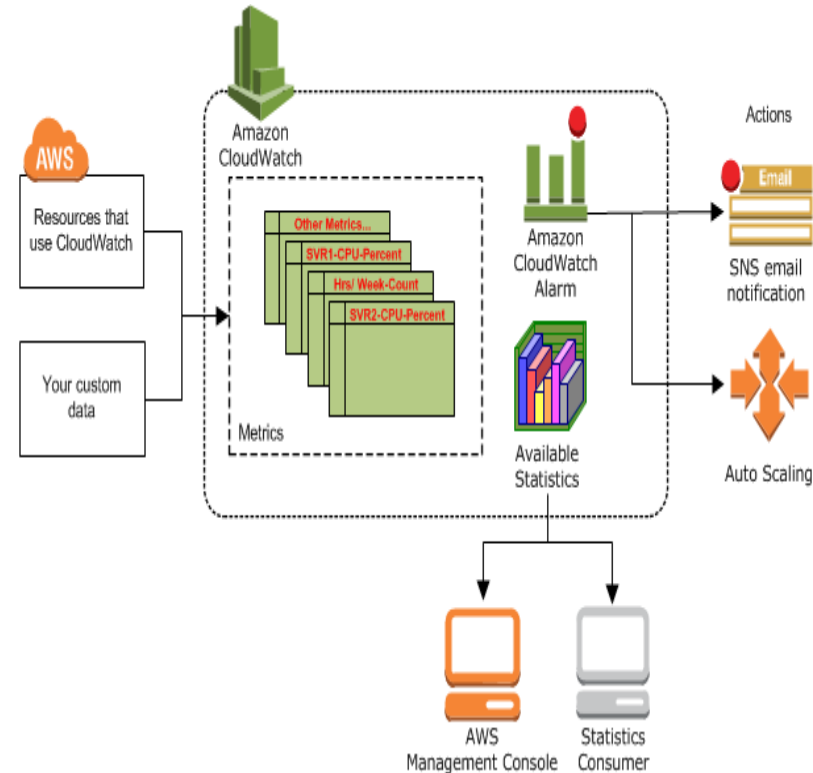 Amazon
CloudWatch
AWS
Resources that
use CloudWatch
Your custom
data
Other Metrics...
SVR1-CPU-Percent
Hrs/ Week-Count
SVR2-CPU-Percent
Metrics
Amazon
CloudWatch
Alarm
Available
Statistics
Actions
Email
SNS email
notification
Auto Scaling
AWS
Management Console
Statistics
Consumer